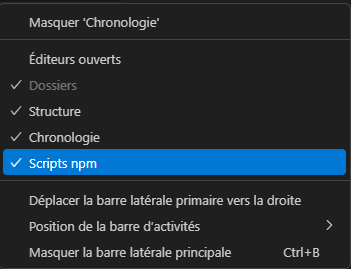 Masquer 'Chronologie'
Éditeurs ouverts
Dossiers
Structure
Chronologie
Scripts npm
Déplacer la barre latérale primaire vers la droite
Position de la barre d'activités
Masquer la barre latérale principale Ctrl+B